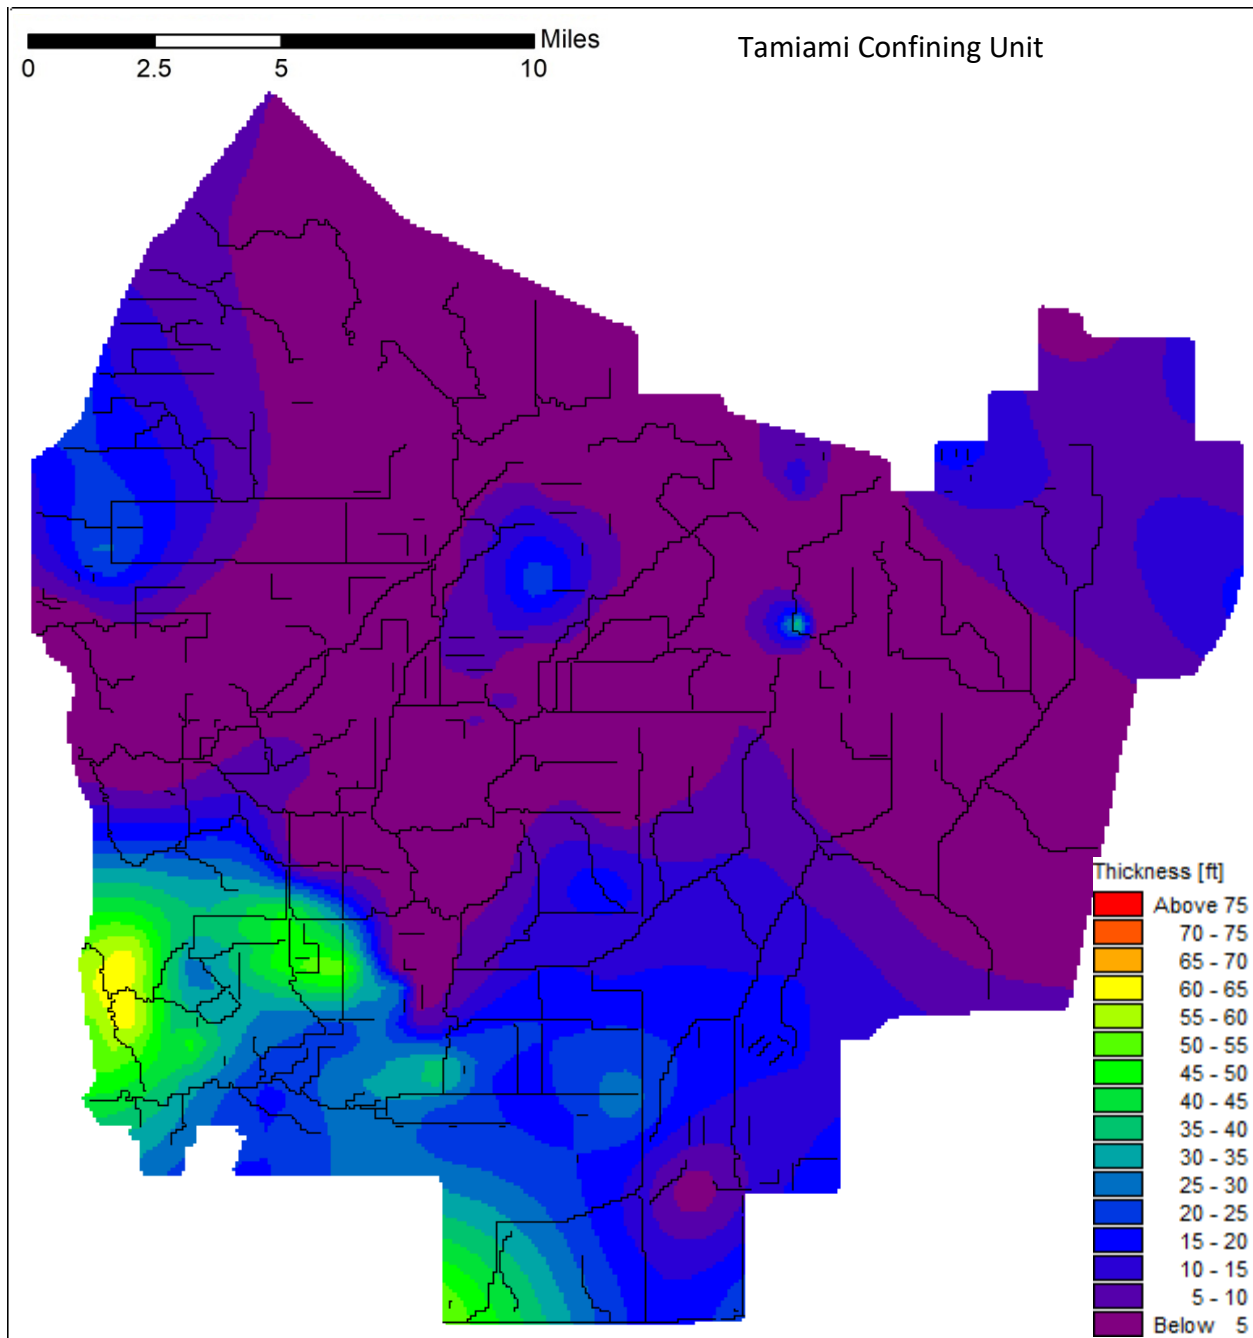 Miles
Tamiami Confining Unit
0 2.5 5 10
Thickness [ft]
Above 75
70 - 75
65 - 70
60 - 65
55 - 60
50 - 55
45 - 50
40 - 45
35 - 40
30 - 35
25 - 30
20 - 25
15 - 20
10 - 15
5 - 10
Below 5